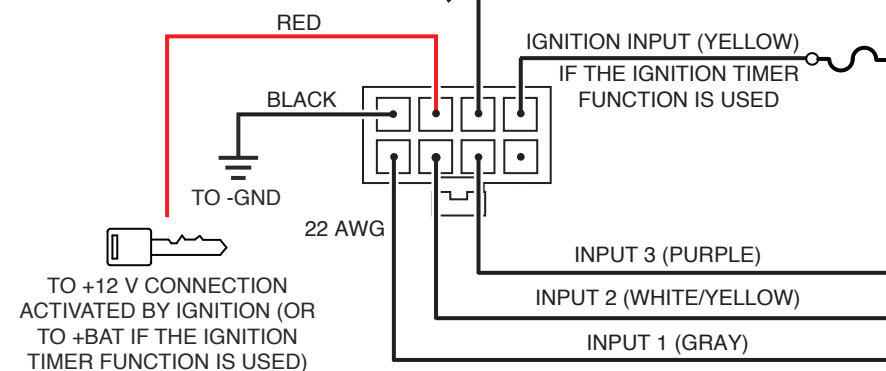 RED
IGNITION INPUT (YELLOW)
IF THE IGNITION TIMER
FUNCTION IS USED
BLACK
TO -GND
22 AWG
INPUT 3 (PURPLE)
TO +12 V CONNECTION
ACTIVATED BY IGNITION (OR
TO +BAT IF THE IGNITION
TIMER FUNCTION IS USED)
INPUT 2 (WHITE/YELLOW)
INPUT 1 (GRAY)